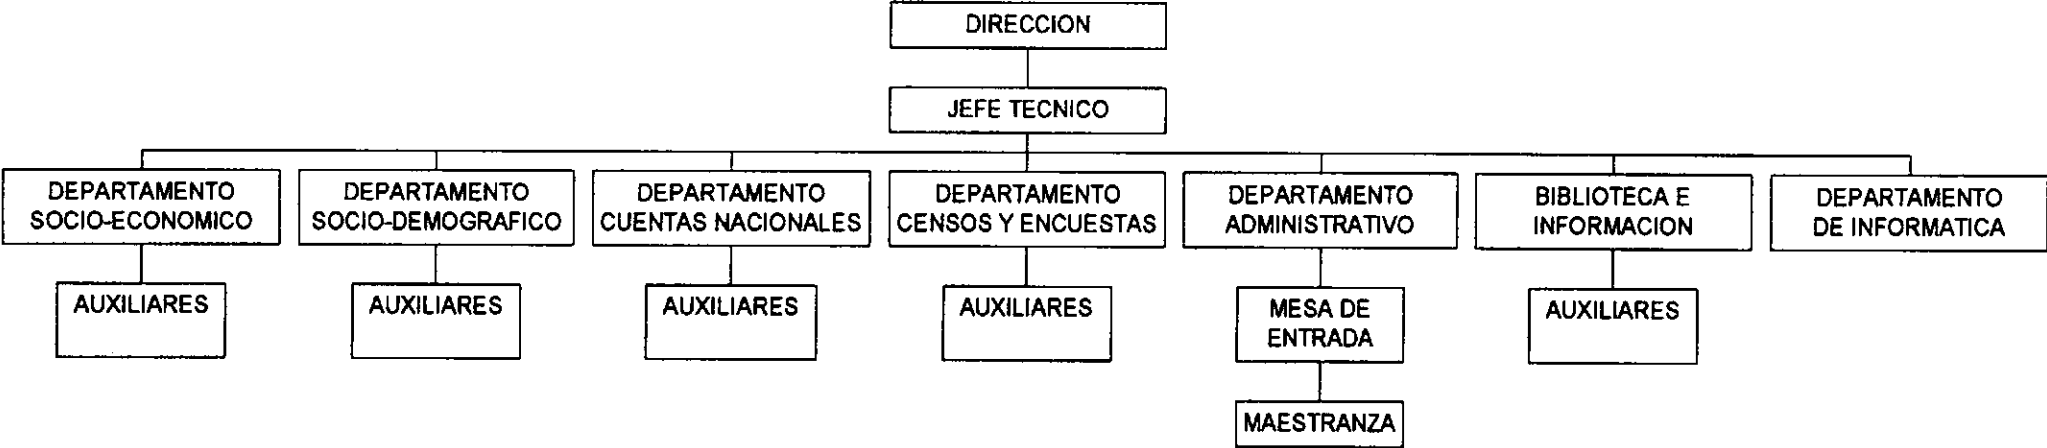 DIRECCION
JEFE TECNICO
DEPARTAMENTO
SOCIO-ECONOMICO
DEPARTAMENTO
SOCIO-DEMOGRAFICO
DEPARTAMENTO
CUENTAS NACIONALES
DEPARTAMENTO
CENSOS Y ENCUESTAS
DEPARTAMENTO
ADMINISTRATIVO
BIBLIOTECA E
INFORMACION
DEPARTAMENTO
DE INFORMATICA
AUXILIARES
AUXILIARES
AUXILIARES
AUXILIARES
MESA DE
ENTRADA
AUXILIARES
MAESTRANZA